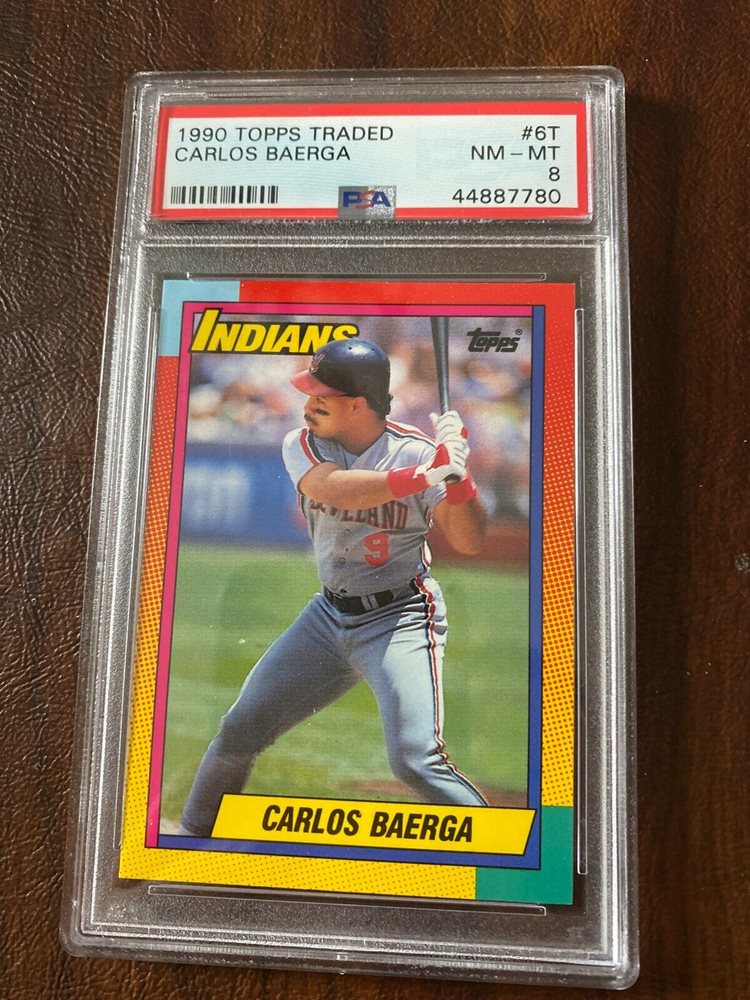 1990 TOPPS TRADED #6T
CARLOS BAERGA NM - MT
8
PSA 44887780
INDIANS
topps®
CLEVELAND
9
CARLOS BAERGA